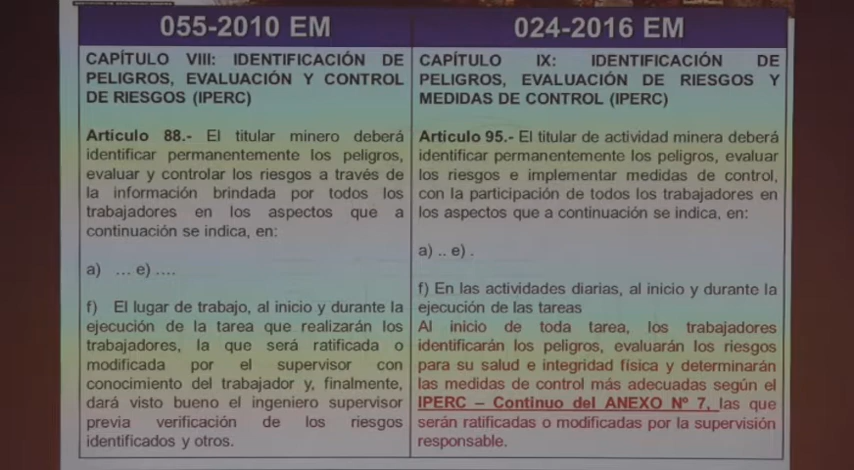 055-2010 EM
CAPÍTULO VIII: IDENTIFICACIÓN DE
PELIGROS, EVALUACIÓN Y CONTROL
DE RIESGOS (IPERC)
Artículo 88.- El titular minero deberá
identificar permanentemente los peligros,
evaluar y controlar los riesgos a través de
la información brindada por todos los
trabajadores en los aspectos que a
continuación se indica, en:
a) ... e) ....
f) El lugar de trabajo, al inicio y durante la
ejecución de la tarea que realizarán los
trabajadores, la que será ratificada o
modificada por el supervisor con
conocimiento del trabajador y, finalmente,
dará visto bueno el ingeniero supervisor
previa verificación de los riesgos
identificados y otros.
024-2016 EM
CAPÍTULO IX: IDENTIFICACIÓN DE
PELIGROS, EVALUACIÓN DE RIESGOS Y
MEDIDAS DE CONTROL (IPERC)
Artículo 95.- El titular de actividad minera deberá
identificar permanentemente los peligros, evaluar
los riesgos e implementar medidas de control,
con la participación de todos los trabajadores en
los aspectos que a continuación se indica, en:
a) .. e) .
f) En las actividades diarias, al inicio y durante la
ejecución de las tareas
Al inicio de toda tarea, los trabajadores
identificarán los peligros, evaluarán los riesgos
para su salud e integridad física y determinarán
las medidas de control más adecuadas según el
IPERC – Continuo del ANEXO Nº 7, las que
serán ratificadas o modificadas por la supervisión
responsable.